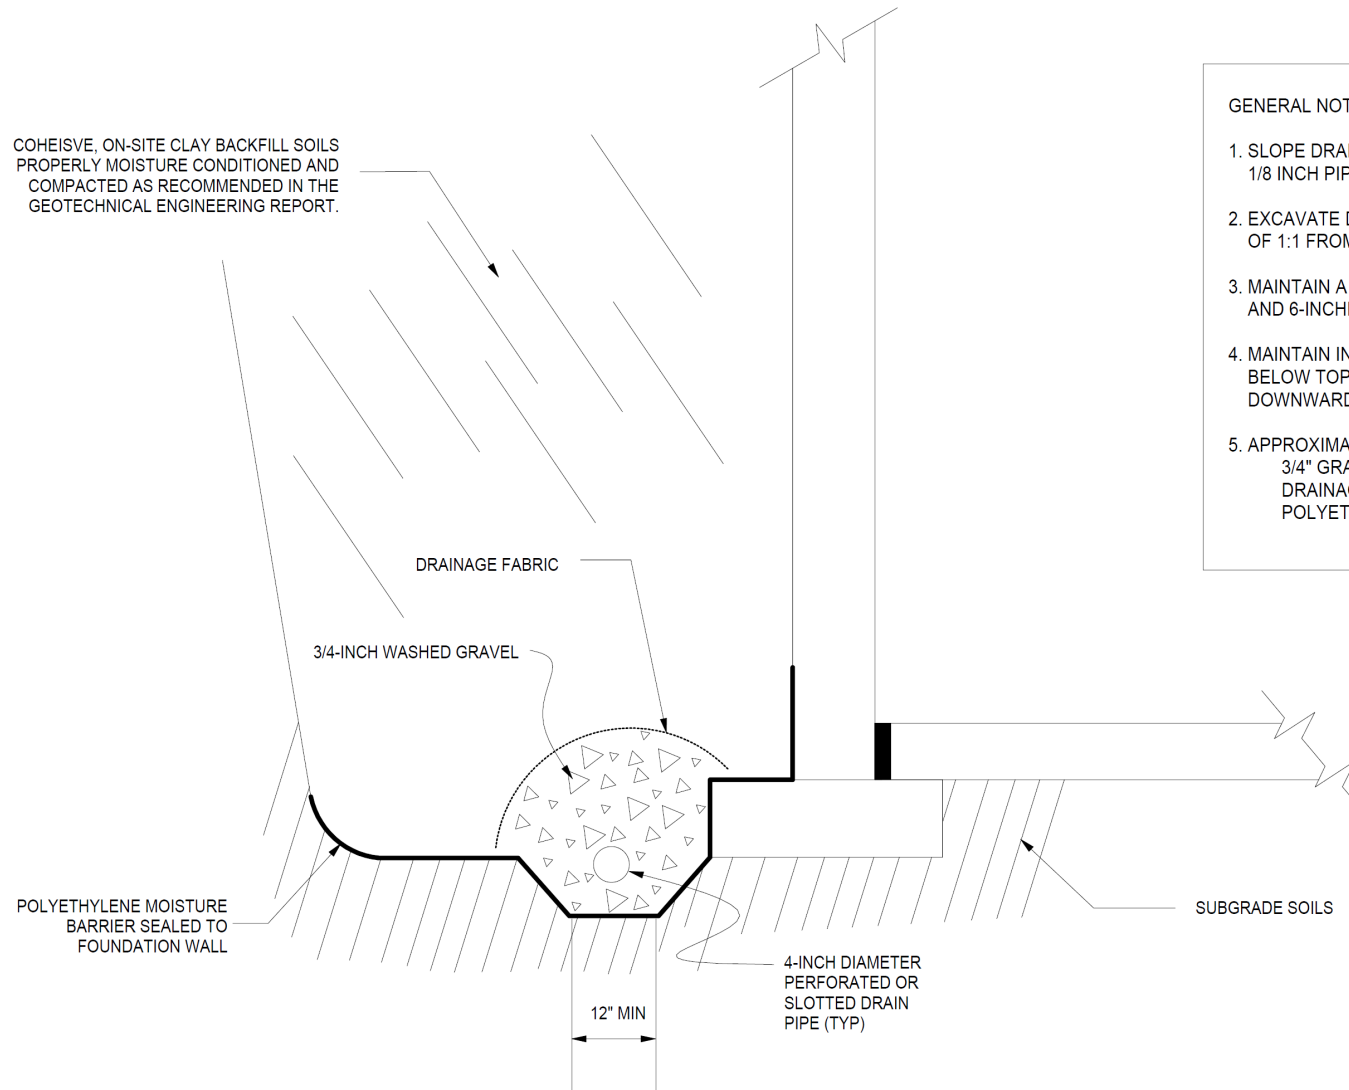 COHEISVE, ON-SITE CLAY BACKFILL SOILS
PROPERLY MOISTURE CONDITIONED AND
COMPACTED AS RECOMMENDED IN THE
GEOTECHNICAL ENGINEERING REPORT.
GENERAL NOT
1. SLOPE DRAI
1/8 INCH PIP
2. EXCAVATE D
OF 1:1 FROM
3. MAINTAIN A
AND 6-INCH
4. MAINTAIN IN
BELOW TOP
DOWNWARD
5. APPROXIMA
3/4" GRA
DRAINAG
POLYET
DRAINAGE FABRIC
3/4-INCH WASHED GRAVEL
POLYETHYLENE MOISTURE
BARRIER SEALED TO
FOUNDATION WALL
SUBGRADE SOILS
4-INCH DIAMETER
PERFORATED OR
SLOTTED DRAIN
PIPE (TYP)
12" MIN